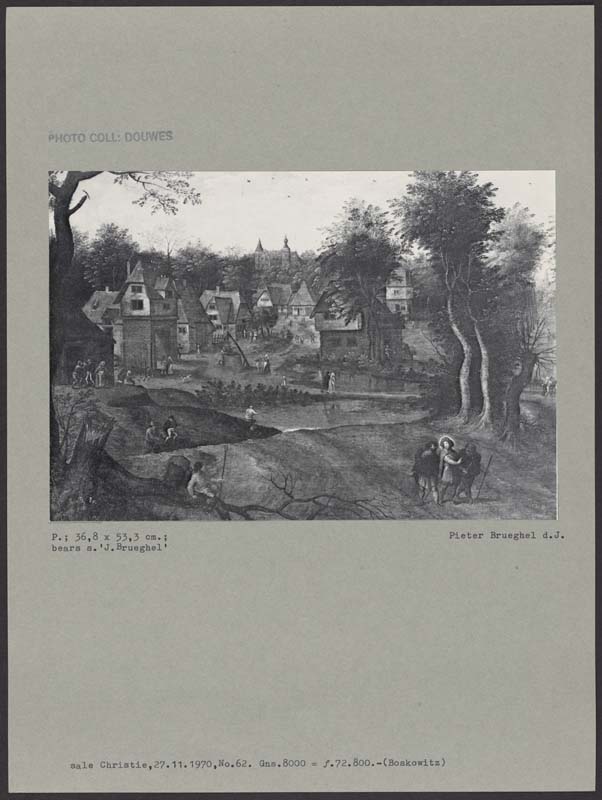 PHOTO COLL: DOUWES
P.; 36,8 x 53,3 cm.;
bears s.'J.Brueghel'
Pieter Brueghel d.J.
sale Christie,27.11.1970,No.62. Gns.8000 = ƒ.72.800.-(Boskowitz)